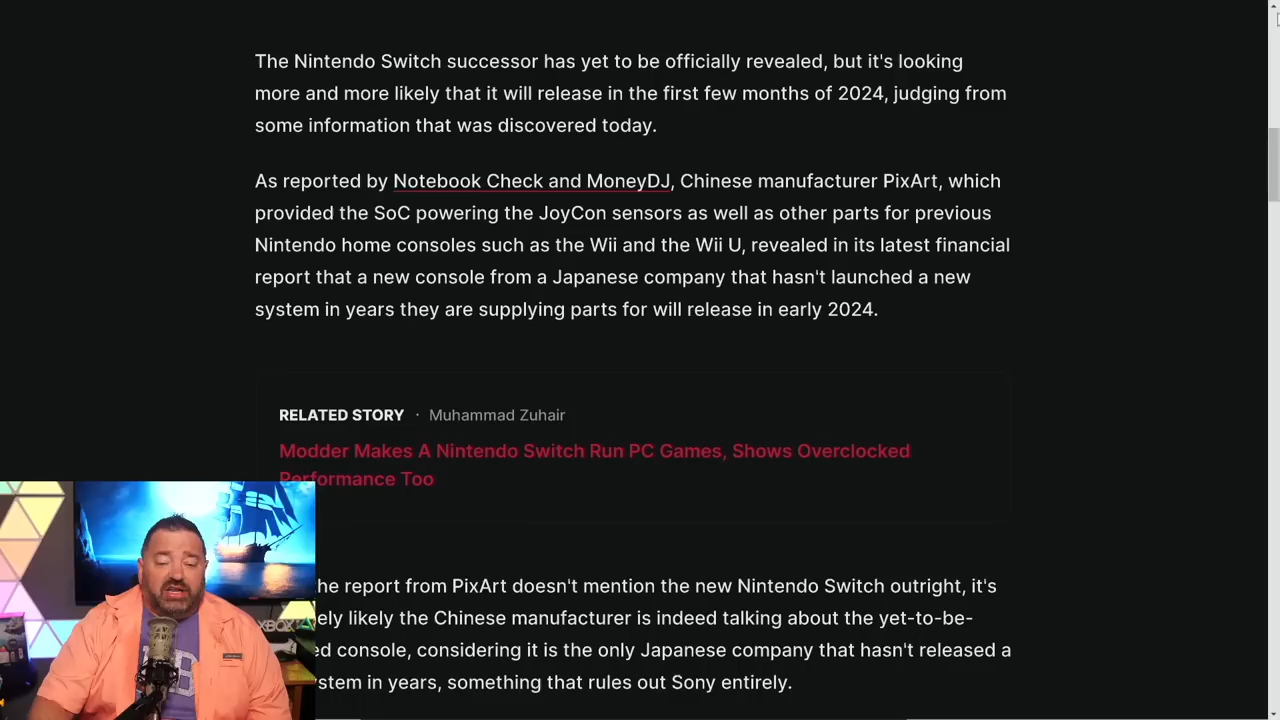 The Nintendo Switch successor has yet to be officially revealed, but it's looking
more and more likely that it will release in the first few months of 2024, judging from
some information that was discovered today.
As reported by Notebook Check and MoneyDJ, Chinese manufacturer PixArt, which
provided the SoC powering the JoyCon sensors as well as other parts for previous
Nintendo home consoles such as the Wii and the Wii U, revealed in its latest financial
report that a new console from a Japanese company that hasn't launched a new
system in years they are supplying parts for will release in early 2024.
RELATED STORY · Muhammad Zuhair
Modder Makes A Nintendo Switch Run PC Games, Shows Overclocked
Performance Too
he report from PixArt doesn't mention the new Nintendo Switch outright, it's
ely likely the Chinese manufacturer is indeed talking about the yet-to-be-
ed console, considering it is the only Japanese company that hasn't released a
stem in years, something that rules out Sony entirely.
XBOX